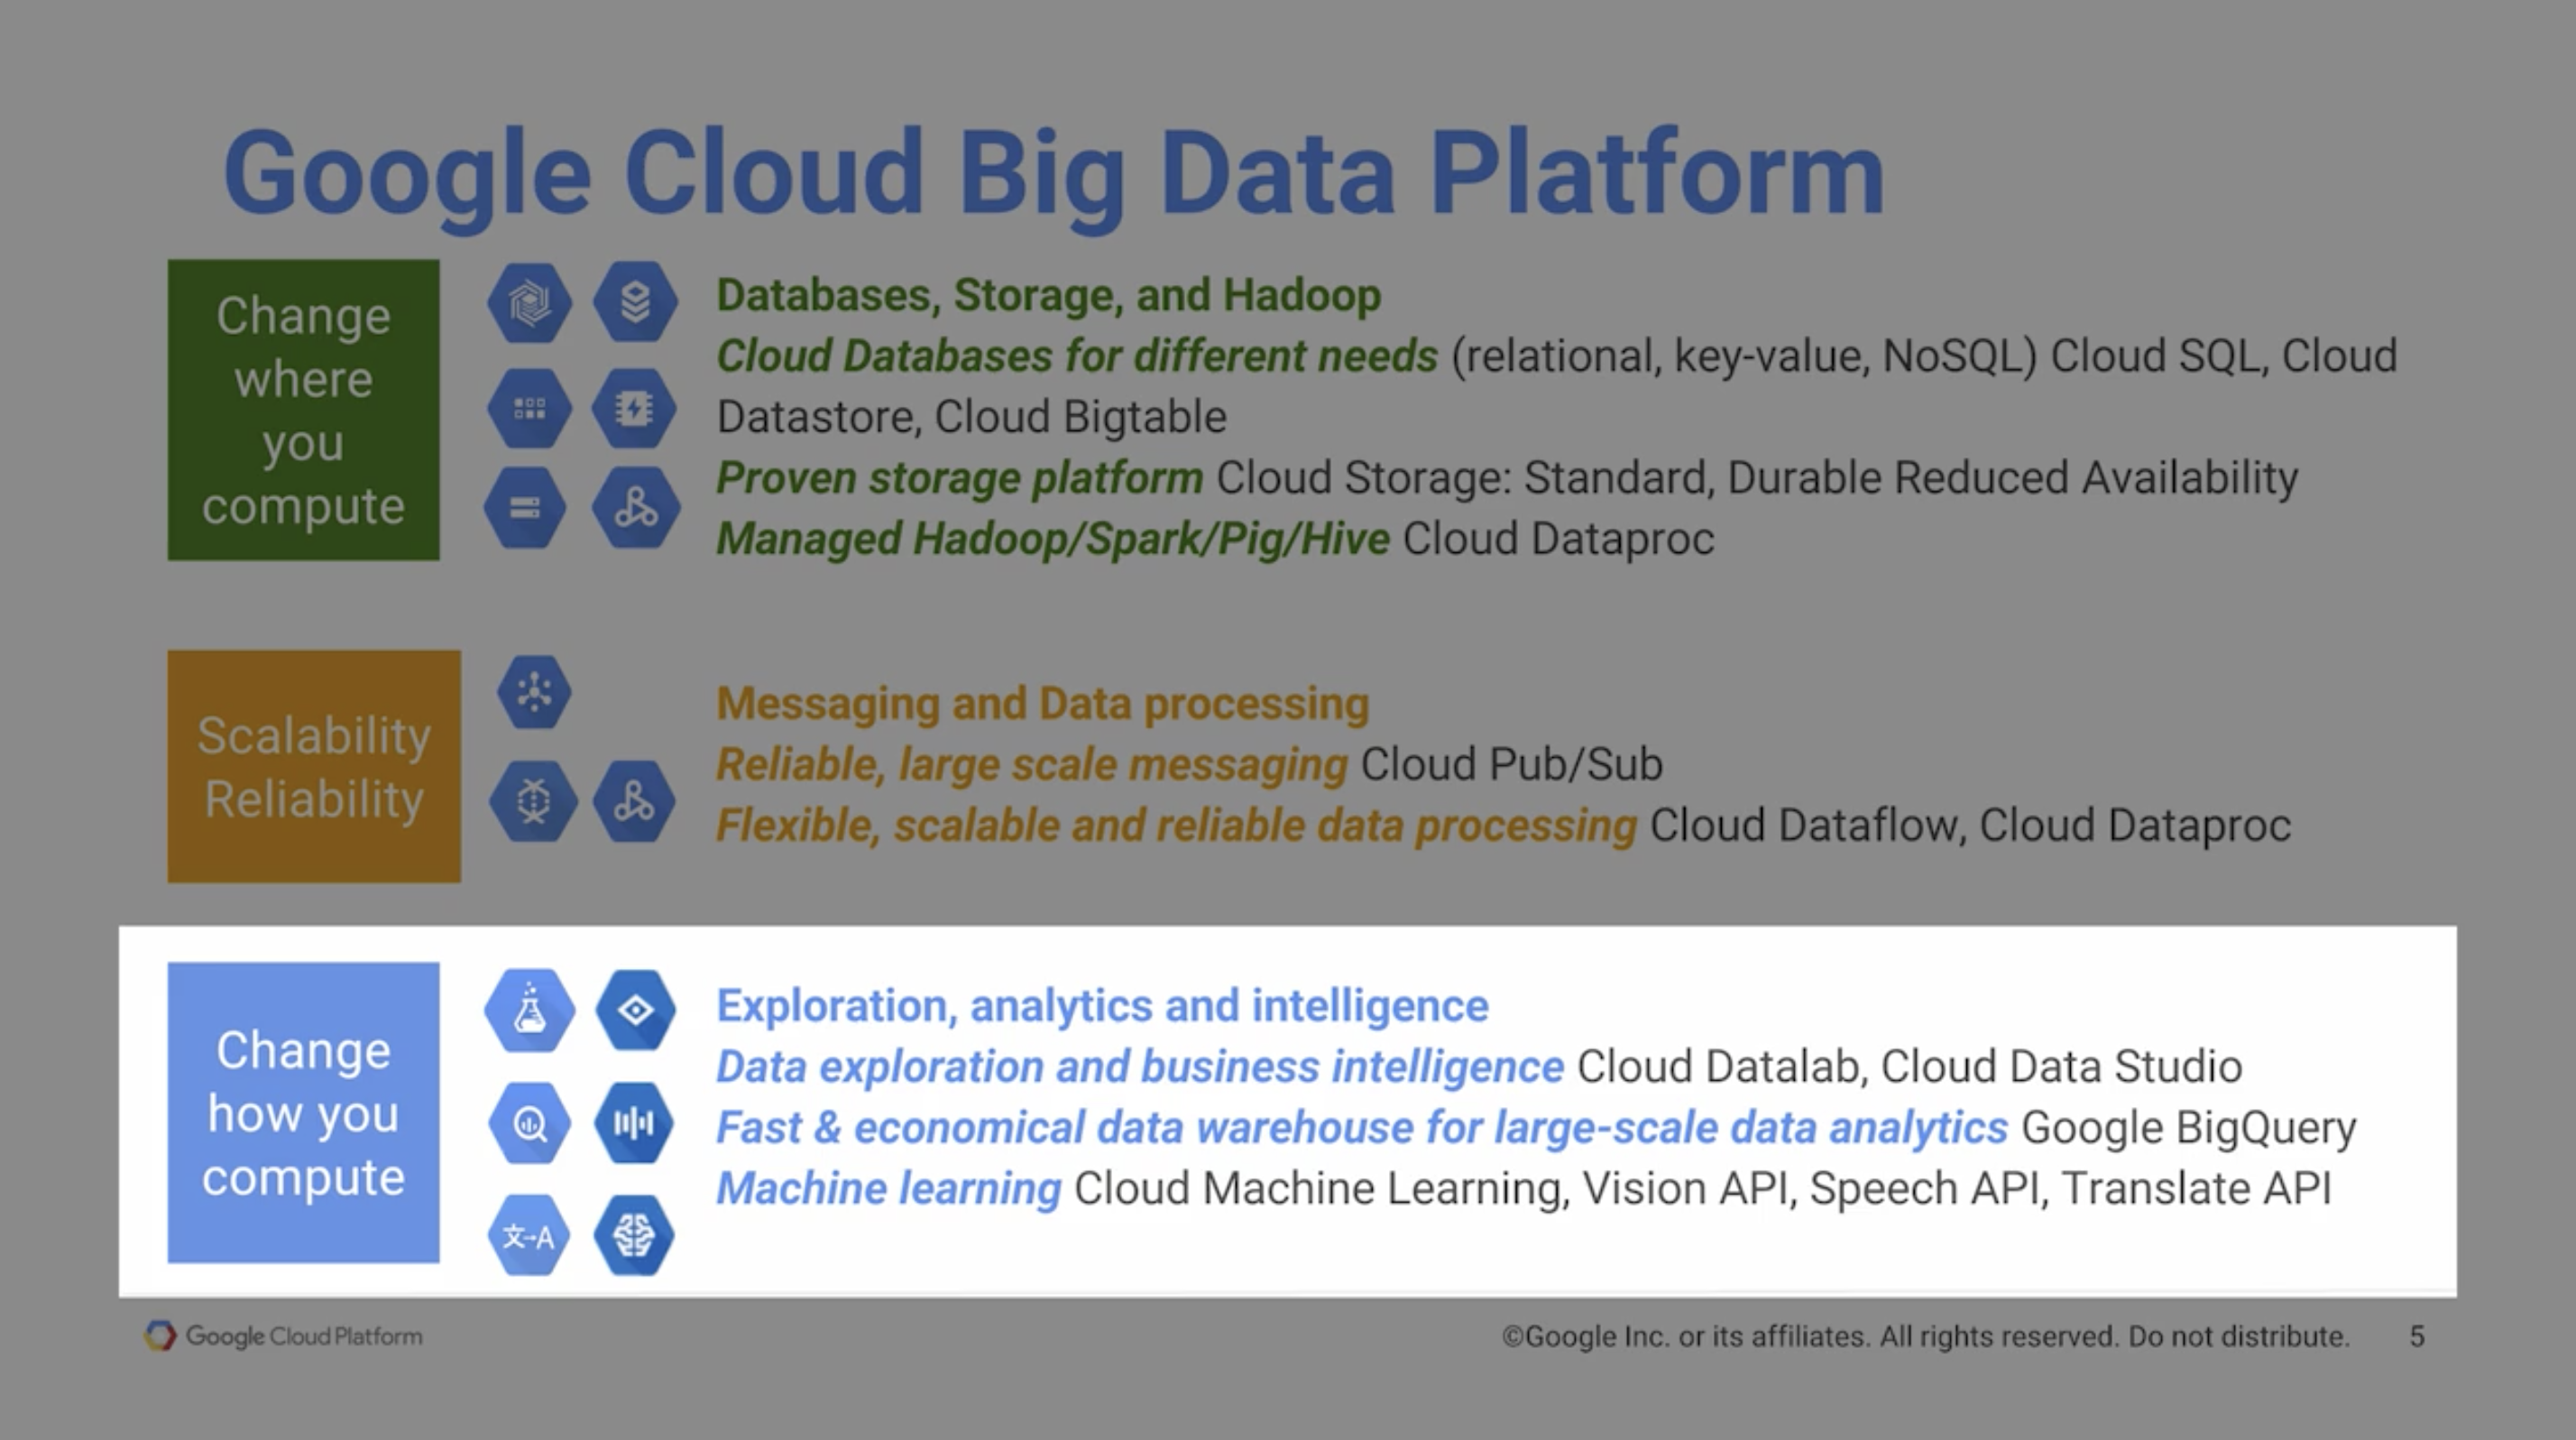 Google Cloud Big Data Platform
Change
where
you
compute
Databases, Storage, and Hadoop
Cloud Databases for different needs (relational, key-value, NoSQL) Cloud SQL, Cloud
Datastore, Cloud Bigtable
Proven storage platform Cloud Storage: Standard, Durable Reduced Availability
Managed Hadoop/Spark/Pig/Hive Cloud Dataproc
Scalability
Reliability
Messaging and Data processing
Reliable, large scale messaging Cloud Pub/Sub
Flexible, scalable and reliable data processing Cloud Dataflow, Cloud Dataproc
Change
how you
compute
文→A
Exploration, analytics and intelligence
Data exploration and business intelligence Cloud Datalab, Cloud Data Studio
Fast & economical data warehouse for large-scale data analytics Google BigQuery
Machine learning Cloud Machine Learning, Vision API, Speech API, Translate API
Google Cloud Platform
©Google Inc. or its affiliates. All rights reserved. Do not distribute. 5